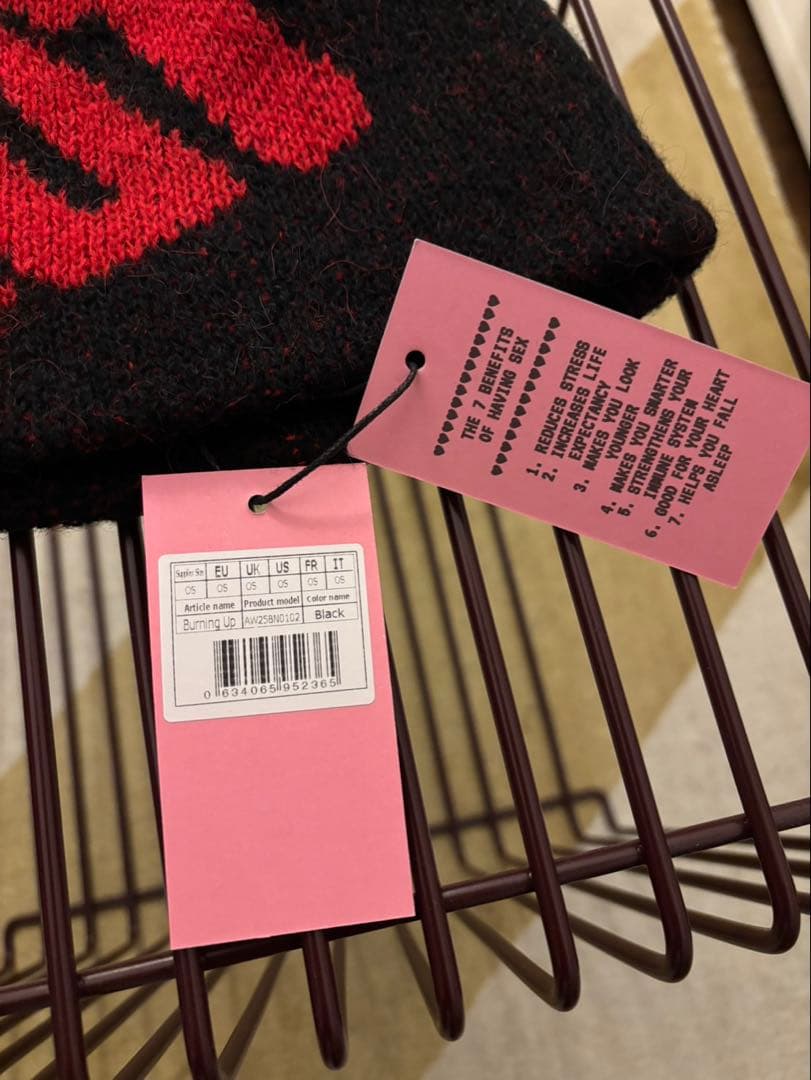 THE 7 BENEFITS
OF HAVING SEX
1. REDUCES STRESS
2. INCREASES LIFE
EXPECTANCY
3. MAKES YOU LOOK
YOUNGER
4. MAKES YOU SMARTER
5. STRENGTHENS YOUR
IMMUNE SYSTEM
6. GOOD FOR YOUR HEART
7. HELPS YOU FALL
ASLEEP
Supplier Size EU UK US FR IT
OS OS OS OS OS OS
Article name Product model Color name
Burning Up AW25BN0102 Black
0 634065 952365